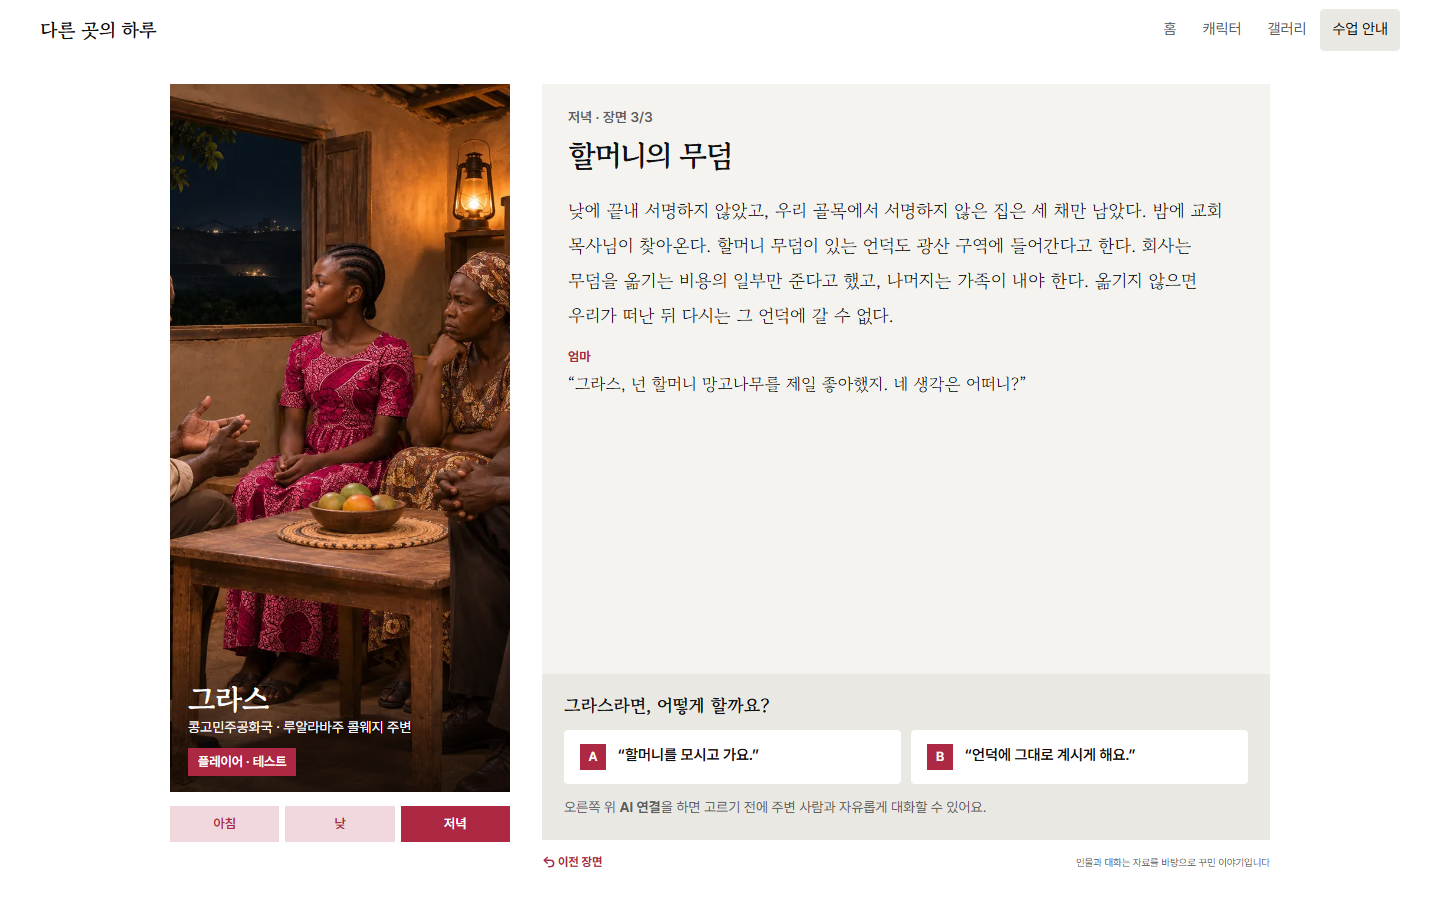 다른 곳의 하루
홈
캐릭터
갤러리
수업 안내
그라스
콩고민주공화국 · 루알라바주 콜웨지 주변
플레이어 · 테스트
아침
낮
저녁
저녁 · 장면 3/3
할머니의 무덤
낮에 끝내 서명하지 않았고, 우리 골목에서 서명하지 않은 집은 세 채만 남았다. 밤에 교회
목사님이 찾아온다. 할머니 무덤이 있는 언덕도 광산 구역에 들어간다고 한다. 회사는
무덤을 옮기는 비용의 일부만 준다고 했고, 나머지는 가족이 내야 한다. 옮기지 않으면
우리가 떠난 뒤 다시는 그 언덕에 갈 수 없다.
엄마
“그라스, 넌 할머니 망고나무를 제일 좋아했지. 네 생각은 어떠니?”
그라스라면, 어떻게 할까요?
A “할머니를 모시고 가요.”
B “언덕에 그대로 계시게 해요.”
오른쪽 위 AI 연결을 하면 고르기 전에 주변 사람과 자유롭게 대화할 수 있어요.
이전 장면
인물과 대화는 자료를 바탕으로 꾸민 이야기입니다